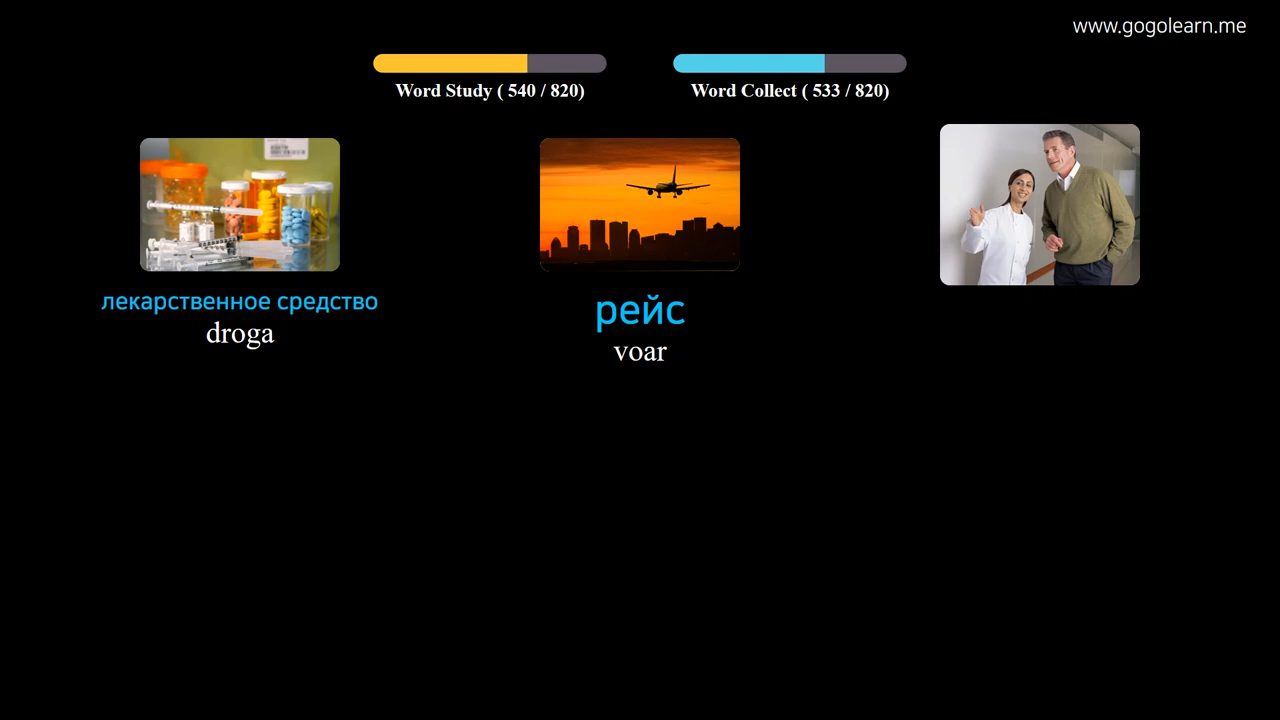 www.gogolearn.me
Word Study ( 540 / 820)
Word Collect ( 533 / 820)
лекарственное средство
droga
рейс
voar